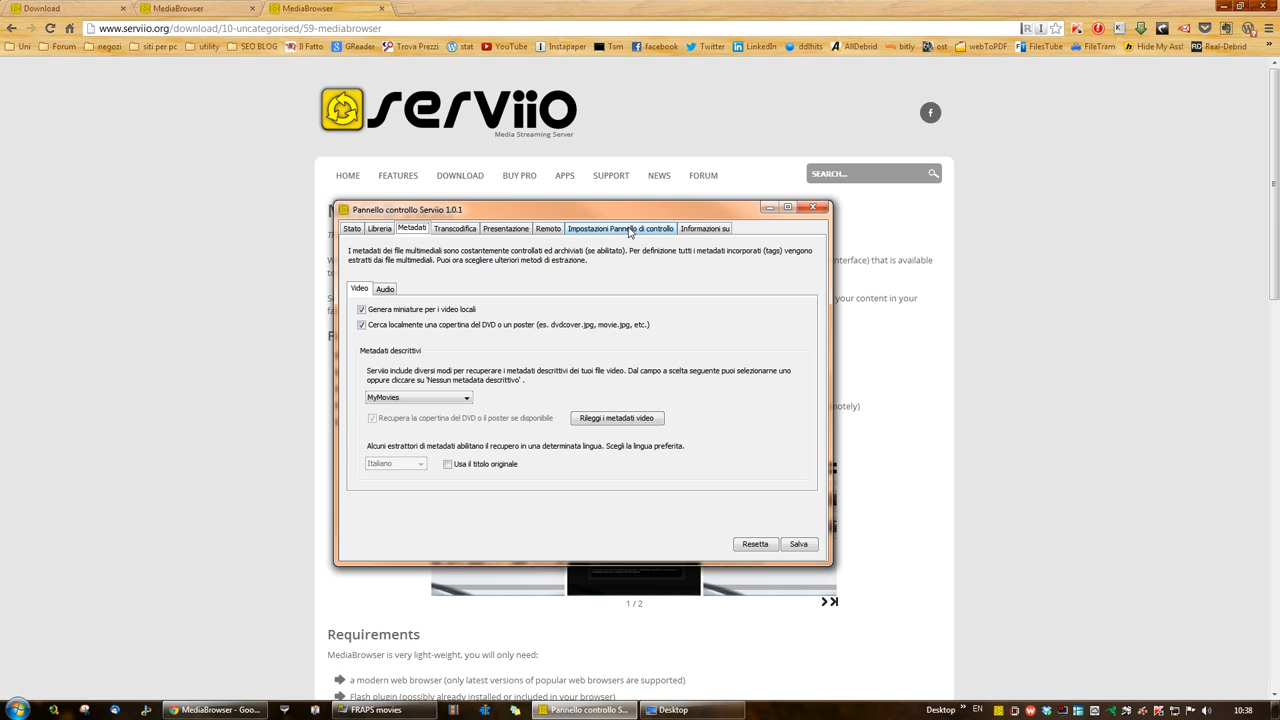 Download
MediaBrowser
MediaBrowser
www.serviio.org/download/10-uncategorised/59-mediabrowser
Uni
Forum
negozi
siti per pc
utility
SEO BLOG
Il Fatto
GReader
Trova Prezzi
stat
YouTube
Instapaper
Tsm
facebook
Twitter
LinkedIn
ddlhits
AllDebrid
bitly
ost
webToPDF
FilesTube
FileTram
Hide My Ass!
Real-Debrid
serviio
Media Streaming Server
HOME
FEATURES
DOWNLOAD
BUY PRO
APPS
SUPPORT
NEWS
FORUM
SEARCH...
Pannello controllo Serviio 1.0.1
Stato
Libreria
Metadati
Transcodifica
Presentazione
Remoto
Impostazioni Pannello di controllo
Informazioni su
I metadati dei file multimediali sono costantemente controllati ed archiviati (se abilitato). Per definizione tutti i metadati incorporati (tags) vengono
estratti dai file multimediali. Puoi ora scegliere ulteriori metodi di estrazione.
nterface) that is available
your content in your
Video
Audio
Genera miniature per i video locali
Cerca localmente una copertina del DVD o un poster (es. dvdcover.jpg, movie.jpg, etc.)
Metadati descrittivi
Serviio include diversi modi per recuperare i metadati descrittivi dei tuoi file video. Dal campo a scelta seguente puoi selezionarne uno
oppure cliccare su 'Nessun metadata descrittivo' .
MyMovies
otely)
Recupera la copertina del DVD o il poster se disponibile
Rileggi i metadati video
Alcuni estrattori di metadati abilitano il recupero in una determinata lingua. Scegli la lingua preferita.
Italiano
Usa il titolo originale
Resetta
Salva
1 / 2
Requirements
MediaBrowser is very light-weight, you will only need:
a modern web browser (only latest versions of popular web browsers are supported)
Flash plugin (possibly already installed or included in your browser)
MediaBrowser - Goo...
FRAPS movies
Pannello controllo S...
Desktop
Desktop
EN
10:38